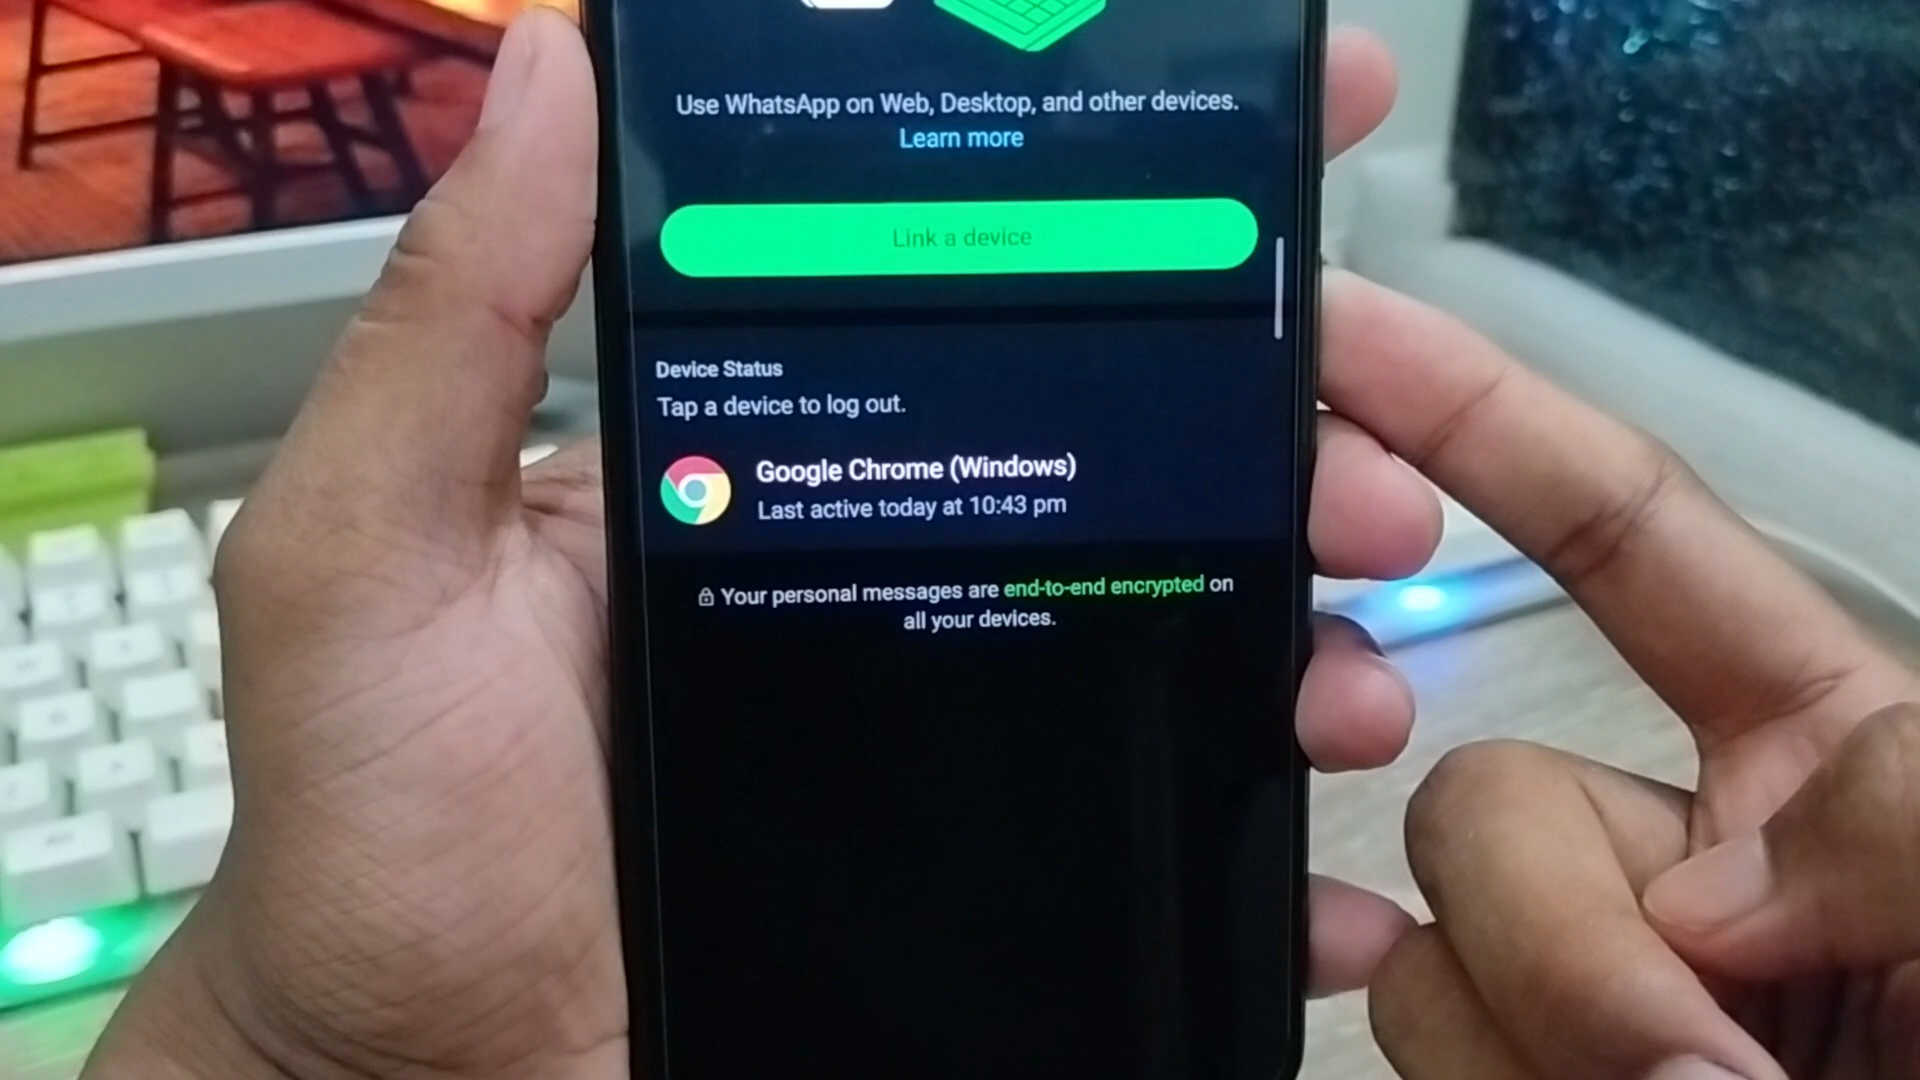 Use WhatsApp on Web, Desktop, and other devices.
Learn more
Link a device
Device Status
Tap a device to log out.
Google Chrome (Windows)
Last active today at 10:43 pm
Your personal messages are end-to-end encrypted on
all your devices.